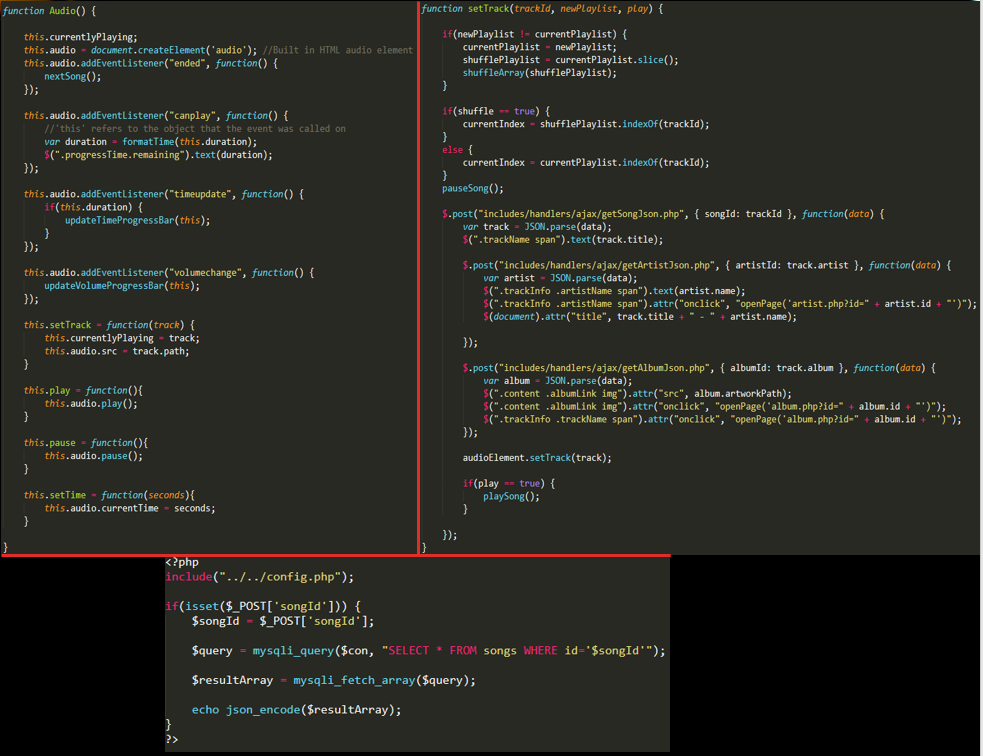 function Audio() {
this.currentlyPlaying;
this.audio = document.createElement('audio'); //Built in HTML audio element
this.audio.addEventListener("ended", function() {
nextSong();
});
this.audio.addEventListener("canplay", function() {
//'this' refers to the object that the event was called on
var duration = formatTime(this.duration);
$(".progressTime.remaining").text(duration);
});
this.audio.addEventListener("timeupdate", function() {
if(this.duration) {
updateTimeProgressBar(this);
}
});
this.audio.addEventListener("volumechange", function() {
updateVolumeProgressBar(this);
});
this.setTrack = function(track) {
this.currentlyPlaying = track;
this.audio.src = track.path;
}
this.play = function(){
this.audio.play();
}
this.pause = function(){
this.audio.pause();
}
this.setTime = function(seconds){
this.audio.currentTime = seconds;
}
}
function setTrack(trackId, newPlaylist, play) {
if(newPlaylist != currentPlaylist) {
currentPlaylist = newPlaylist;
shufflePlaylist = currentPlaylist.slice();
shuffleArray(shufflePlaylist);
}
if(shuffle == true) {
currentIndex = shufflePlaylist.indexOf(trackId);
}
else {
currentIndex = currentPlaylist.indexOf(trackId);
}
pauseSong();
$.post("includes/handlers/ajax/getSongJson.php", { songId: trackId }, function(data) {
var track = JSON.parse(data);
$(".trackName span").text(track.title);
$.post("includes/handlers/ajax/getArtistJson.php", { artistId: track.artist }, function(data) {
var artist = JSON.parse(data);
$(".trackInfo .artistName span").text(artist.name);
$(".trackInfo .artistName span").attr("onclick", "openPage('artist.php?id=" + artist.id + "')");
$(document).attr("title", track.title + " - " + artist.name);
});
$.post("includes/handlers/ajax/getAlbumJson.php", { albumId: track.album }, function(data) {
var album = JSON.parse(data);
$(".content .albumLink img").attr("src", album.artworkPath);
$(".content .albumLink img").attr("onclick", "openPage('album.php?id=" + album.id + "')");
$(".trackInfo .trackName span").attr("onclick", "openPage('album.php?id=" + album.id + "')");
});
audioElement.setTrack(track);
if(play == true) {
playSong();
}
});
}
<?php
include("../../config.php");
if(isset($_POST['songId'])) {
$songId = $_POST['songId'];
$query = mysqli_query($con, "SELECT * FROM songs WHERE id='$songId'");
$resultArray = mysqli_fetch_array($query);
echo json_encode($resultArray);
}
?>